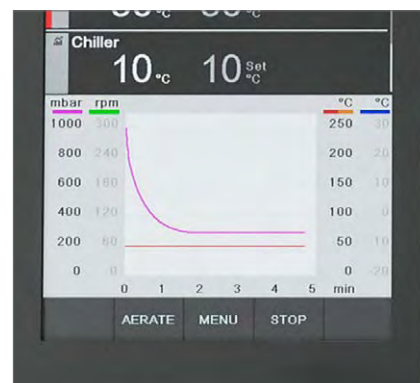 Chiller
10 °C 10 Set °C
mbar rpm °C °C
1000 300 250 30
800 240 200 20
600 180 150 10
400 120 100 0
200 60 50 -10
0 0 0 -20
0 1 2 3 4 5 min
AERATE MENU STOP